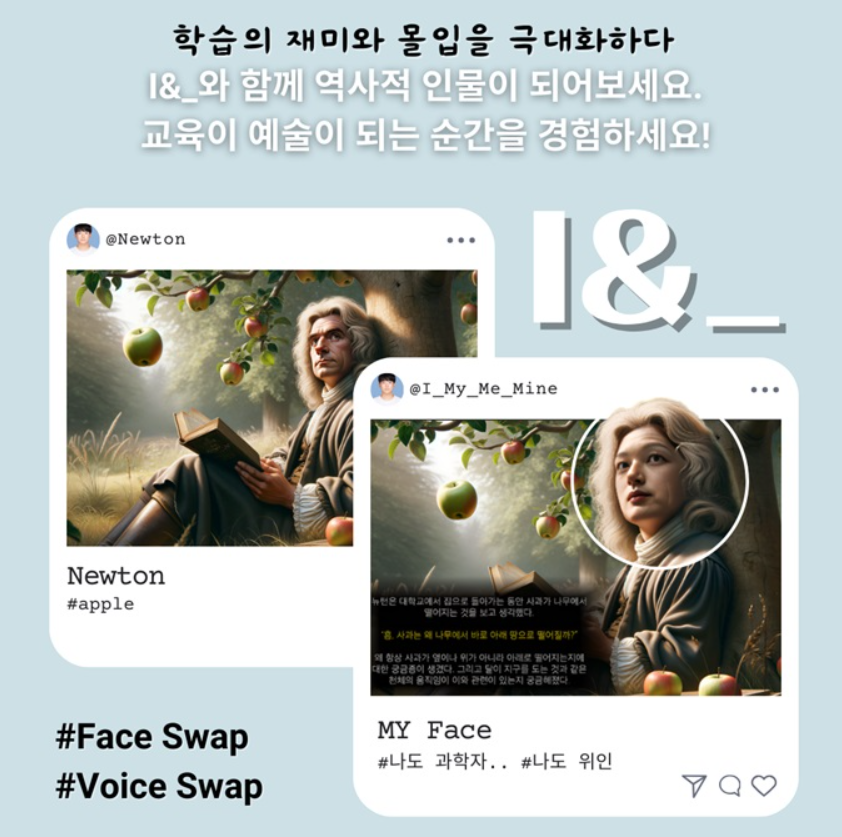 학습의 재미와 몰입을 극대화하다
I&_와 함께 역사적 인물이 되어보세요.
교육이 예술이 되는 순간을 경험하세요!
I&_
@Newton
Newton
#apple
@I_My_Me_Mine
뉴턴은 대학교에서 집으로 돌아가는 동안 사과가 나무에서
떨어지는 것을 보고 생각했다.
"흠, 사과는 왜 나무에서 바로 아래 땅으로 떨어질까?"
왜 항상 사과가 옆이나 위가 아니라 아래로 떨어지는지에
대한 궁금증이 생겼다. 그리고 달이 지구를 도는 것과 같은
천체의 움직임이 이와 관련이 있는지 궁금해졌다.
MY Face
#나도 과학자.. #나도 위인
#Face Swap
#Voice Swap